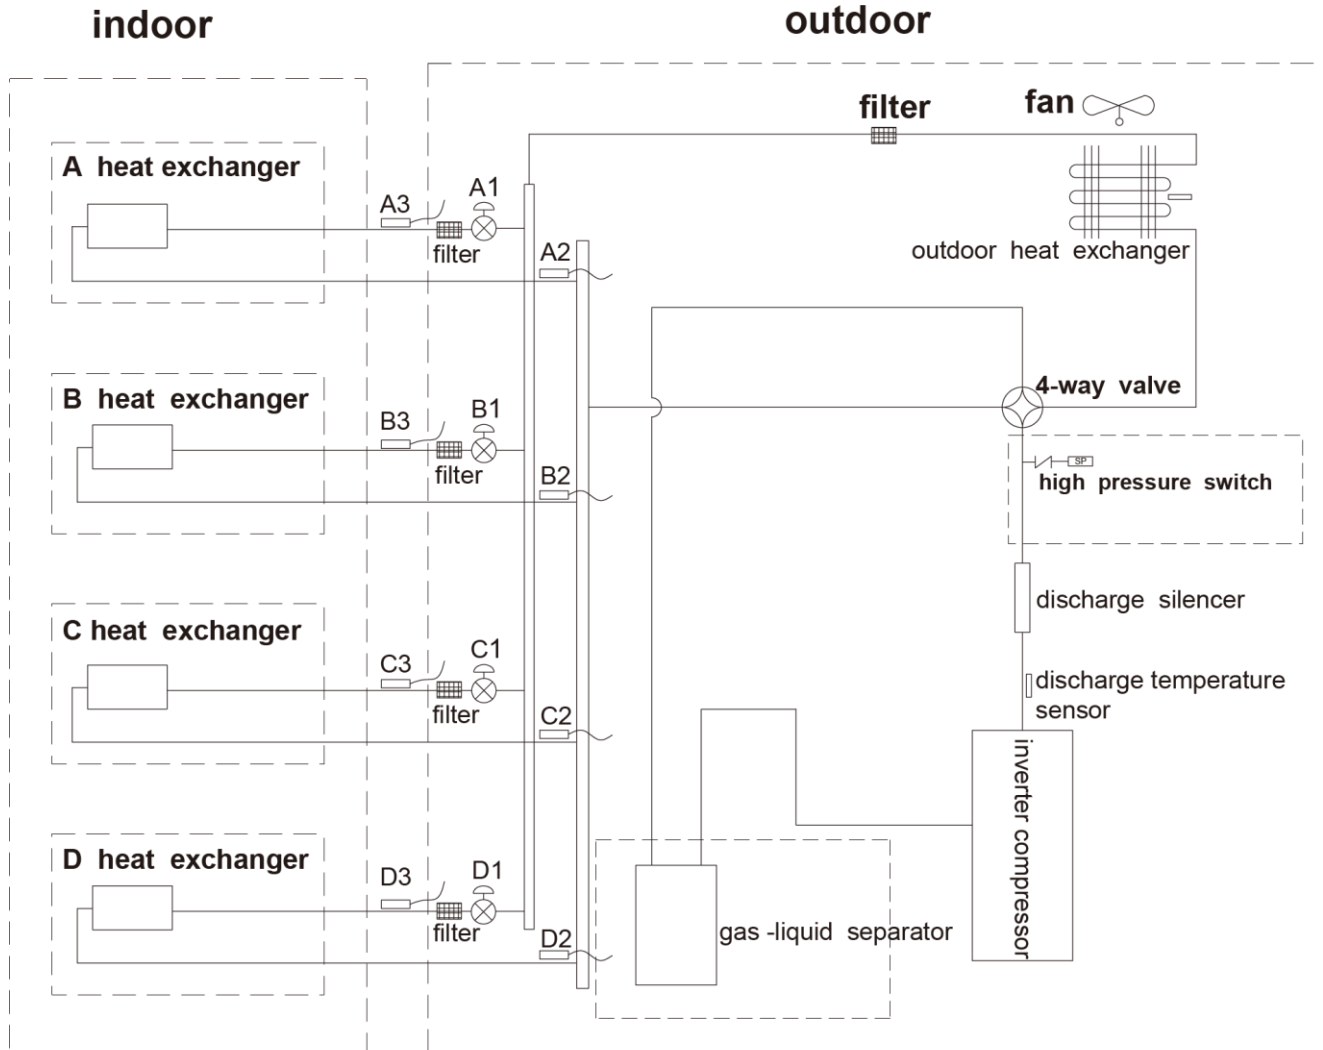 indoor
outdoor
filter
fan
A heat exchanger
A3
A1
filter
A2
outdoor heat exchanger
B heat exchanger
4-way valve
B3
B1
filter
B2
SP
high pressure switch
C heat exchanger
discharge silencer
C3
C1
filter
C2
discharge temperature
sensor
inverter compressor
D heat exchanger
D3
D1
filter
D2
gas -liquid separator